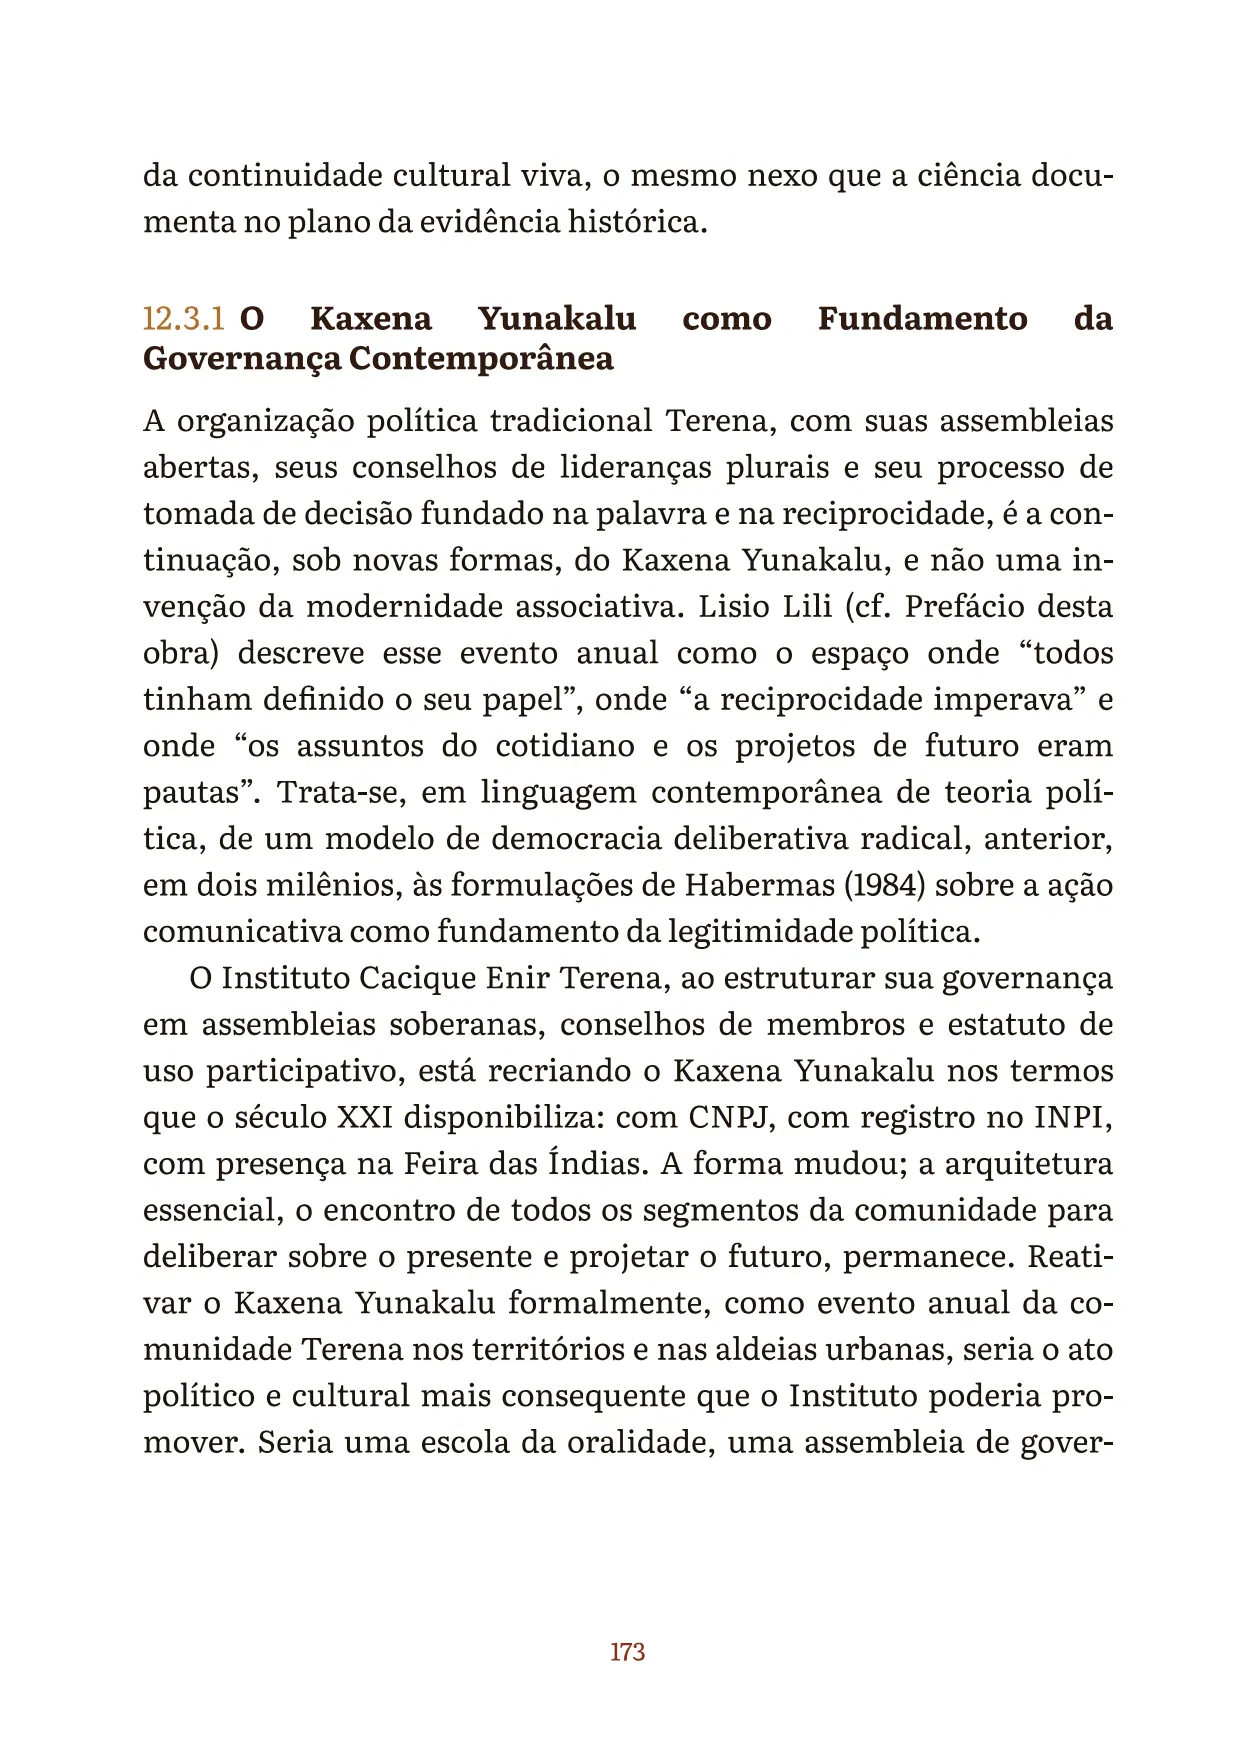 da continuidade cultural viva, o mesmo nexo que a ciência docu-
menta no plano da evidência histórica.
12.3.1 O Kaxena Yunakalu como Fundamento da
Governança Contemporânea
A organização política tradicional Terena, com suas assembleias
abertas, seus conselhos de lideranças plurais e seu processo de
tomada de decisão fundado na palavra e na reciprocidade, é a con-
tinuação, sob novas formas, do Kaxena Yunakalu, e não uma in-
venção da modernidade associativa. Lisio Lili (cf. Prefácio desta
obra) descreve esse evento anual como o espaço onde “todos
tinham definido o seu papel”, onde “a reciprocidade imperava” e
onde “os assuntos do cotidiano e os projetos de futuro eram
pautas”. Trata-se, em linguagem contemporânea de teoria polí-
tica, de um modelo de democracia deliberativa radical, anterior,
em dois milênios, às formulações de Habermas (1984) sobre a ação
comunicativa como fundamento da legitimidade política.
O Instituto Cacique Enir Terena, ao estruturar sua governança
em assembleias soberanas, conselhos de membros e estatuto de
uso participativo, está recriando o Kaxena Yunakalu nos termos
que o século XXI disponibiliza: com CNPJ, com registro no INPI,
com presença na Feira das Índias. A forma mudou; a arquitetura
essencial, o encontro de todos os segmentos da comunidade para
deliberar sobre o presente e projetar o futuro, permanece. Reati-
var o Kaxena Yunakalu formalmente, como evento anual da co-
munidade Terena nos territórios e nas aldeias urbanas, seria o ato
político e cultural mais consequente que o Instituto poderia pro-
mover. Seria uma escola da oralidade, uma assembleia de gover-
173